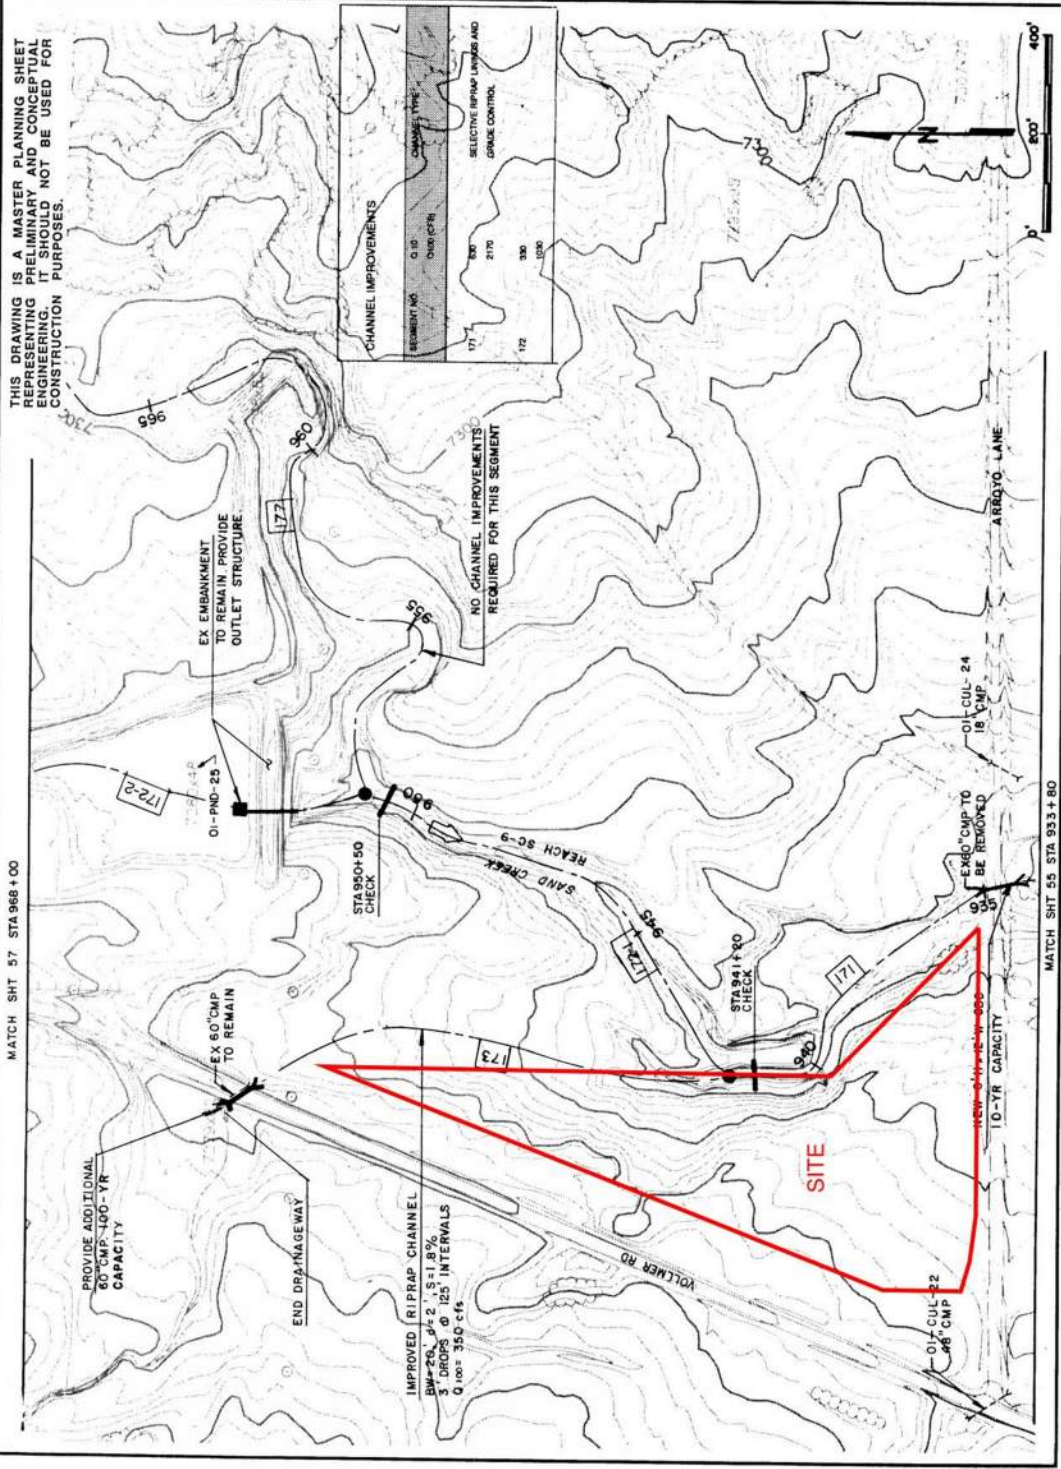 THIS DRAWING IS A MASTER PLANNING SHEET
REPRESENTING PRELIMINARY AND CONCEPTUAL
ENGINEERING. IT SHOULD NOT BE USED FOR
CONSTRUCTION PURPOSES.
MATCH SHT 57 STA 968+00
CHANNEL IMPROVEMENTS
SEGMENT NO Q 10 CHANNEL TYPE
Q100 (CFS)
171 630 SELECTIVE RIPRAP LININGS AND
2170 GRADE CONTROL
172 330
1030
0' 200' 400'
N
7300
7300
7300
965
960
177
955
EX EMBANKMENT
TO REMAIN PROVIDE
OUTLET STRUCTURE
172-2
01-PND-25
NO CHANNEL IMPROVEMENTS
REQUIRED FOR THIS SEGMENT
STA 950+50
CHECK
SAND CREEK
REACH SC-9
945
172-1
STA 941+20
CHECK
940
171
173
EX 60" CMP
TO REMAIN
PROVIDE ADDITIONAL
60" CMP 100-YR
CAPACITY
END DRAINAGEWAY
IMPROVED RIPRAP CHANNEL
BW=20' d=2' S=1.8%
3' DROPS @ 125' INTERVALS
Q100= 350 cfs
VOLLMER RD
SITE
01-CUL-22
48" CMP
10-YR CAPACITY
EX 60" CMP TO
BE REMOVED
935
01-CUL-24
18" CMP
ARROYO LANE
MATCH SHT 55 STA 933+80